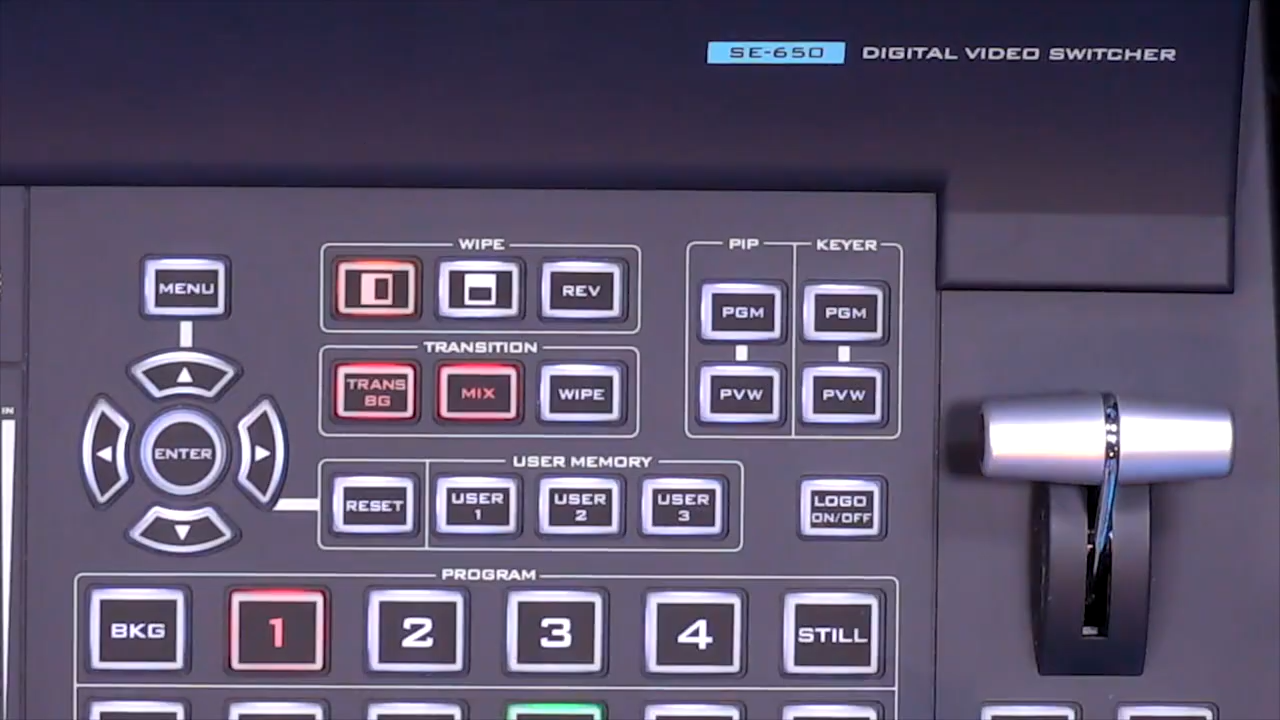 SE-650 DIGITAL VIDEO SWITCHER
WIPE
PIP
KEYER
MENU
REV
PGM
PGM
TRANSITION
TRANS
BG
MIX
WIPE
PVW
PVW
IN
ENTER
USER MEMORY
RESET
USER
1
USER
2
USER
3
LOGO
ON/OFF
PROGRAM
BKG
1
2
3
4
STILL